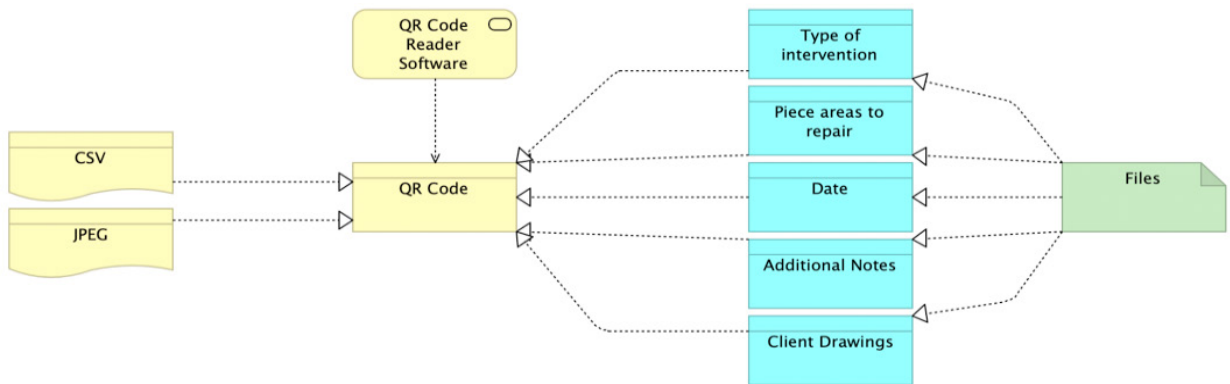 QR Code
Reader
Software
CSV
JPEG
QR Code
Type of
intervention
Piece areas to
repair
Date
Additional Notes
Client Drawings
Files